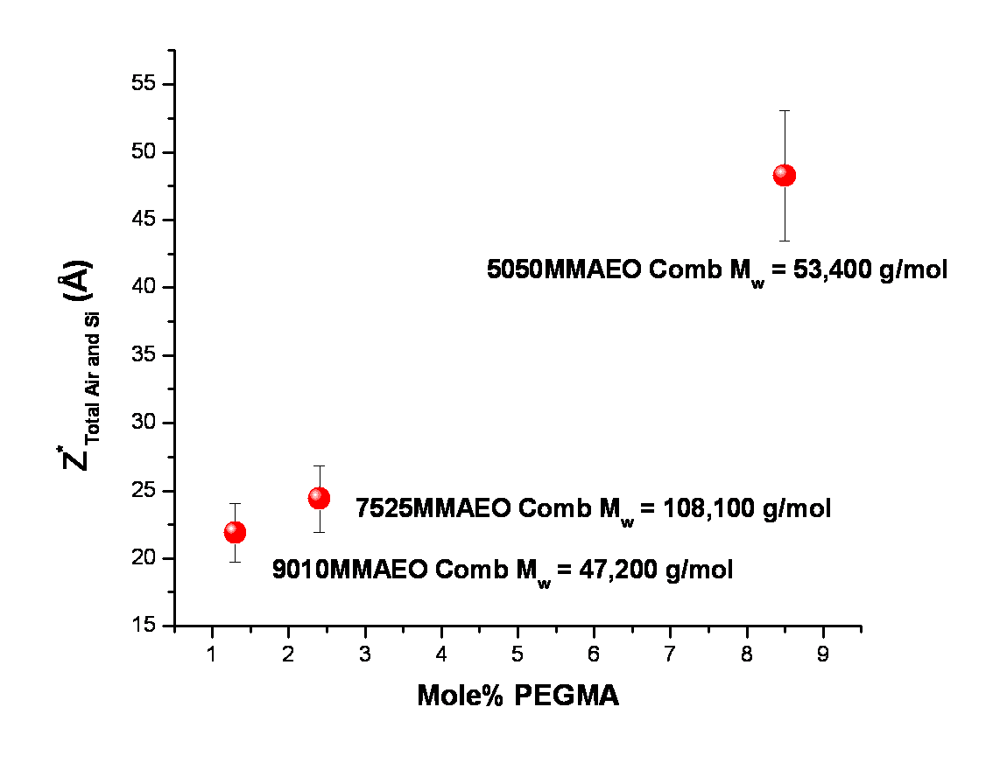 55
50
45
40
35
30
25
20
15
Z* Total Air and Si (Å)
5050MMAEO Comb Mw = 53,400 g/mol
7525MMAEO Comb Mw = 108,100 g/mol
9010MMAEO Comb Mw = 47,200 g/mol
1 2 3 4 5 6 7 8 9
Mole% PEGMA